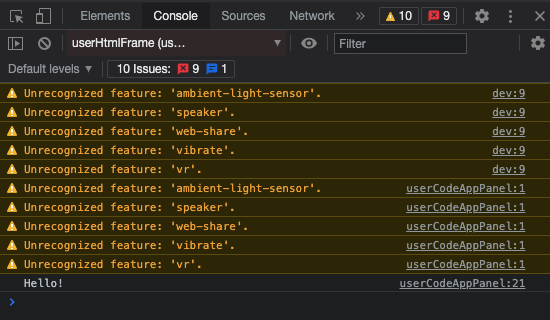 Elements Console Sources Network » 10 9
userHtmlFrame (us… Filter
Default levels 10 Issues: 9 1
Unrecognized feature: 'ambient-light-sensor'. dev:9
Unrecognized feature: 'speaker'. dev:9
Unrecognized feature: 'web-share'. dev:9
Unrecognized feature: 'vibrate'. dev:9
Unrecognized feature: 'vr'. dev:9
Unrecognized feature: 'ambient-light-sensor'. userCodeAppPanel:1
Unrecognized feature: 'speaker'. userCodeAppPanel:1
Unrecognized feature: 'web-share'. userCodeAppPanel:1
Unrecognized feature: 'vibrate'. userCodeAppPanel:1
Unrecognized feature: 'vr'. userCodeAppPanel:1
Hello! userCodeAppPanel:21